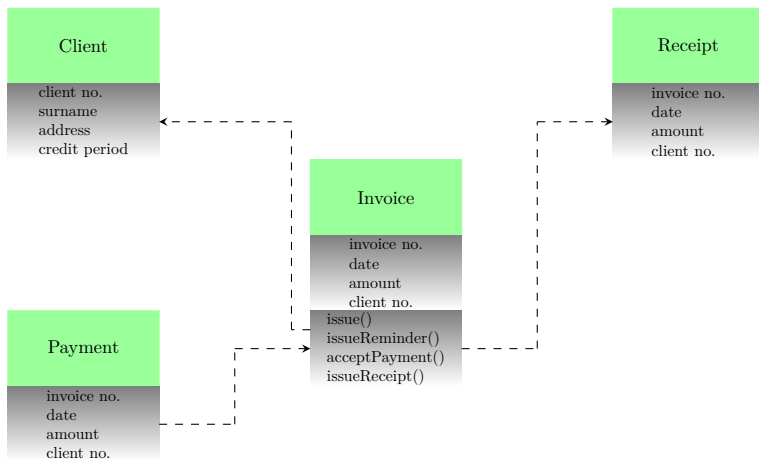 Client
client no.
surname
address
credit period
Receipt
invoice no.
date
amount
client no.
Invoice
invoice no.
date
amount
client no.
issue()
issueReminder()
acceptPayment()
issueReceipt()
Payment
invoice no.
date
amount
client no.